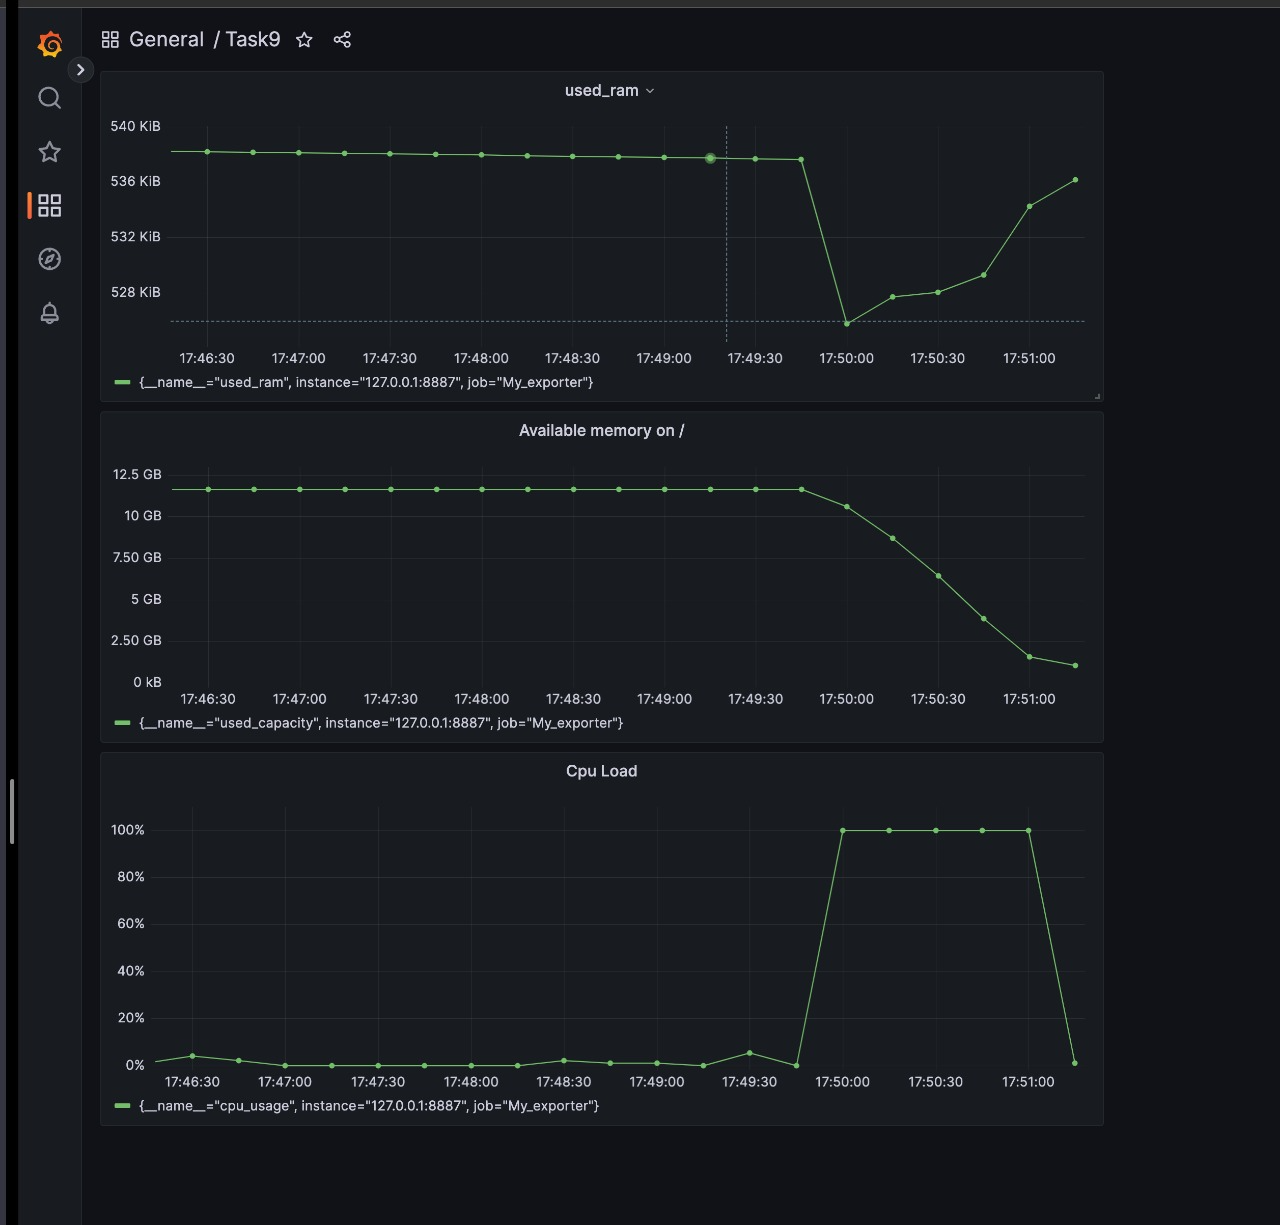 General / Task9
used_ram
540 KiB
536 KiB
532 KiB
528 KiB
17:46:30 17:47:00 17:47:30 17:48:00 17:48:30 17:49:00 17:49:30 17:50:00 17:50:30 17:51:00
{__name__="used_ram", instance="127.0.0.1:8887", job="My_exporter"}
Available memory on /
12.5 GB
10 GB
7.50 GB
5 GB
2.50 GB
0 kB
17:46:30 17:47:00 17:47:30 17:48:00 17:48:30 17:49:00 17:49:30 17:50:00 17:50:30 17:51:00
{__name__="used_capacity", instance="127.0.0.1:8887", job="My_exporter"}
Cpu Load
100%
80%
60%
40%
20%
0%
17:46:30 17:47:00 17:47:30 17:48:00 17:48:30 17:49:00 17:49:30 17:50:00 17:50:30 17:51:00
{__name__="cpu_usage", instance="127.0.0.1:8887", job="My_exporter"}